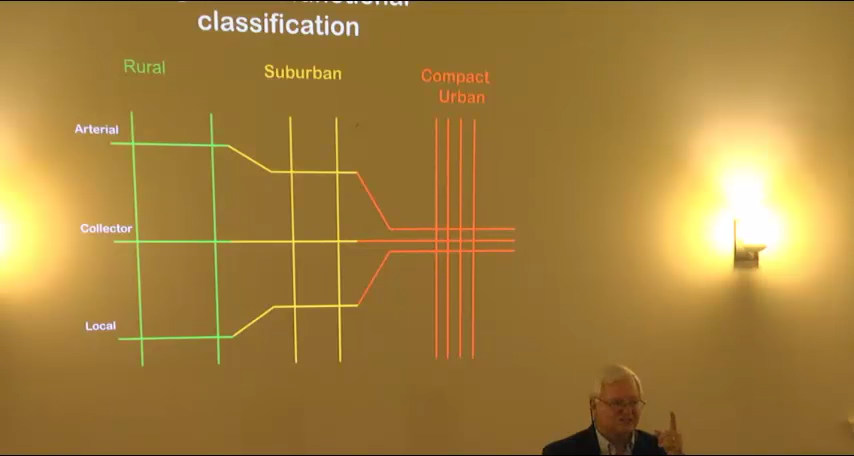 classification
Rural
Suburban
Compact
Urban
Arterial
Collector
Local